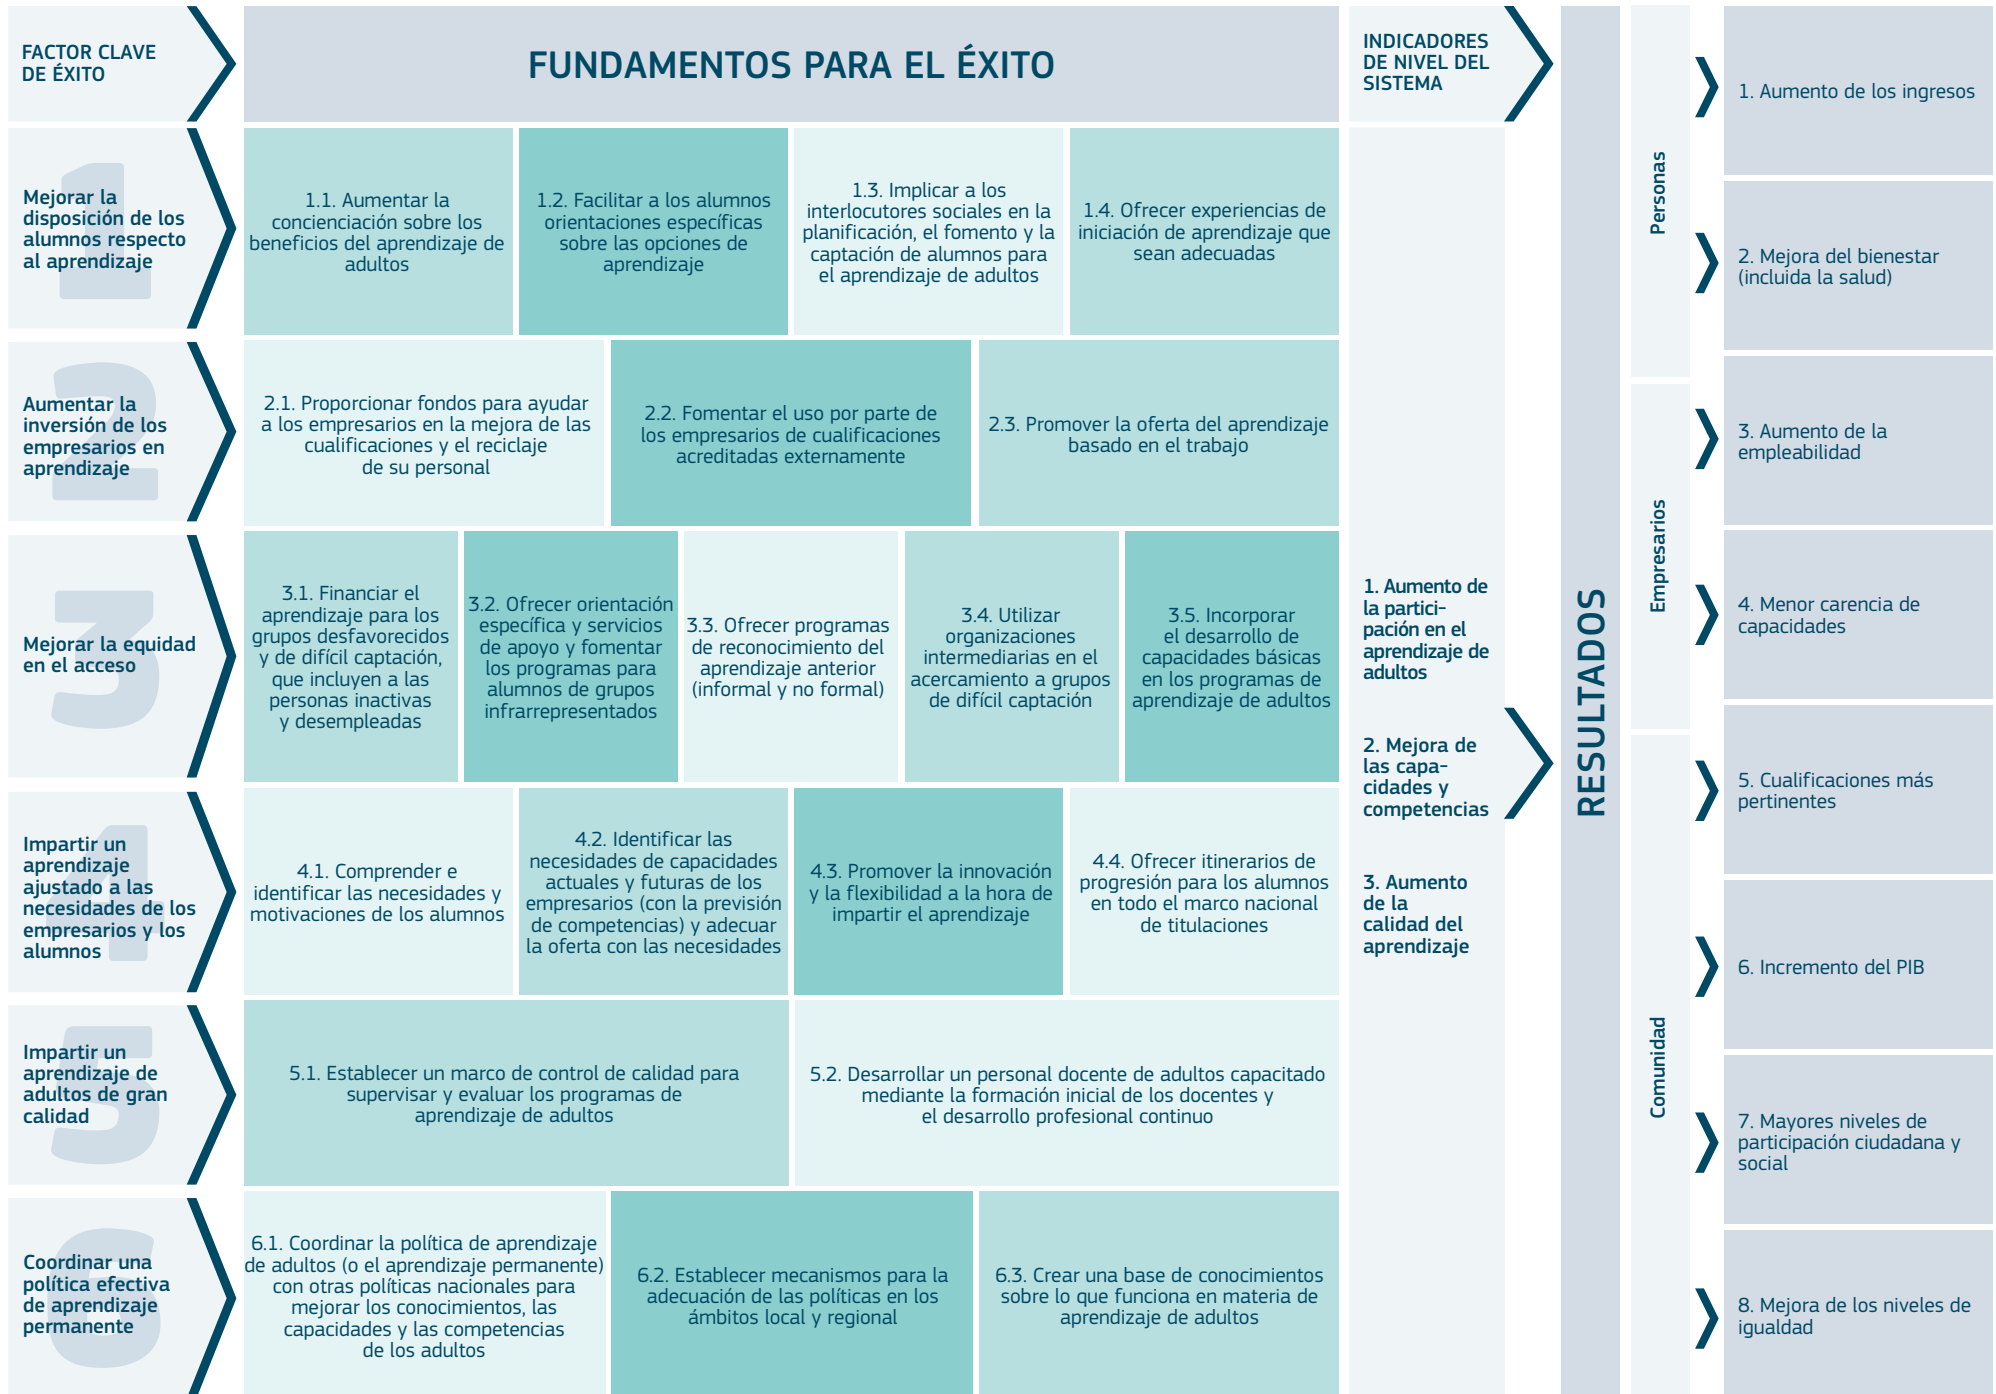 FACTOR CLAVE
DE ÉXITO
FUNDAMENTOS PARA EL ÉXITO
INDICADORES
DE NIVEL DEL
SISTEMA
1
Mejorar la
disposición de los
alumnos respecto
al aprendizaje
1.1. Aumentar la
concienciación sobre los
beneficios del aprendizaje de
adultos
1.2. Facilitar a los alumnos
orientaciones específicas
sobre las opciones de
aprendizaje
1.3. Implicar a los
interlocutores sociales en la
planificación, el fomento y la
captación de alumnos para
el aprendizaje de adultos
1.4. Ofrecer experiencias de
iniciación de aprendizaje que
sean adecuadas
2
Aumentar la
inversión de los
empresarios en
aprendizaje
2.1. Proporcionar fondos para ayudar
a los empresarios en la mejora de las
cualificaciones y el reciclaje
de su personal
2.2. Fomentar el uso por parte de
los empresarios de cualificaciones
acreditadas externamente
2.3. Promover la oferta del aprendizaje
basado en el trabajo
3
Mejorar la equidad
en el acceso
3.1. Financiar el
aprendizaje para los
grupos desfavorecidos
y de difícil captación,
que incluyen a las
personas inactivas
y desempleadas
3.2. Ofrecer orientación
específica y servicios
de apoyo y fomentar
los programas para
alumnos de grupos
infrarrepresentados
3.3. Ofrecer programas
de reconocimiento del
aprendizaje anterior
(informal y no formal)
3.4. Utilizar
organizaciones
intermediarias en el
acercamiento a grupos
de difícil captación
3.5. Incorporar
el desarrollo de
capacidades básicas
en los programas de
aprendizaje de adultos
4
Impartir un
aprendizaje
ajustado a las
necesidades de los
empresarios y los
alumnos
4.1. Comprender e
identificar las necesidades y
motivaciones de los alumnos
4.2. Identificar las
necesidades de capacidades
actuales y futuras de los
empresarios (con la previsión
de competencias) y adecuar
la oferta con las necesidades
4.3. Promover la innovación
y la flexibilidad a la hora de
impartir el aprendizaje
4.4. Ofrecer itinerarios de
progresión para los alumnos
en todo el marco nacional
de titulaciones
5
Impartir un
aprendizaje de
adultos de gran
calidad
5.1. Establecer un marco de control de calidad para
supervisar y evaluar los programas de
aprendizaje de adultos
5.2. Desarrollar un personal docente de adultos capacitado
mediante la formación inicial de los docentes y
el desarrollo profesional continuo
6
Coordinar una
política efectiva
de aprendizaje
permanente
6.1. Coordinar la política de aprendizaje
de adultos (o el aprendizaje permanente)
con otras políticas nacionales para
mejorar los conocimientos, las
capacidades y las competencias
de los adultos
6.2. Establecer mecanismos para la
adecuación de las políticas en los
ámbitos local y regional
6.3. Crear una base de conocimientos
sobre lo que funciona en materia de
aprendizaje de adultos
1. Aumento de
la partici-
pación en el
aprendizaje de
adultos
2. Mejora de
las capa-
cidades y
competencias
3. Aumento
de la
calidad del
aprendizaje
RESULTADOS
Personas
Empresarios
Comunidad
1. Aumento de los ingresos
2. Mejora del bienestar
(incluida la salud)
3. Aumento de la
empleabilidad
4. Menor carencia de
capacidades
5. Cualificaciones más
pertinentes
6. Incremento del PIB
7. Mayores niveles de
participación ciudadana y
social
8. Mejora de los niveles de
igualdad